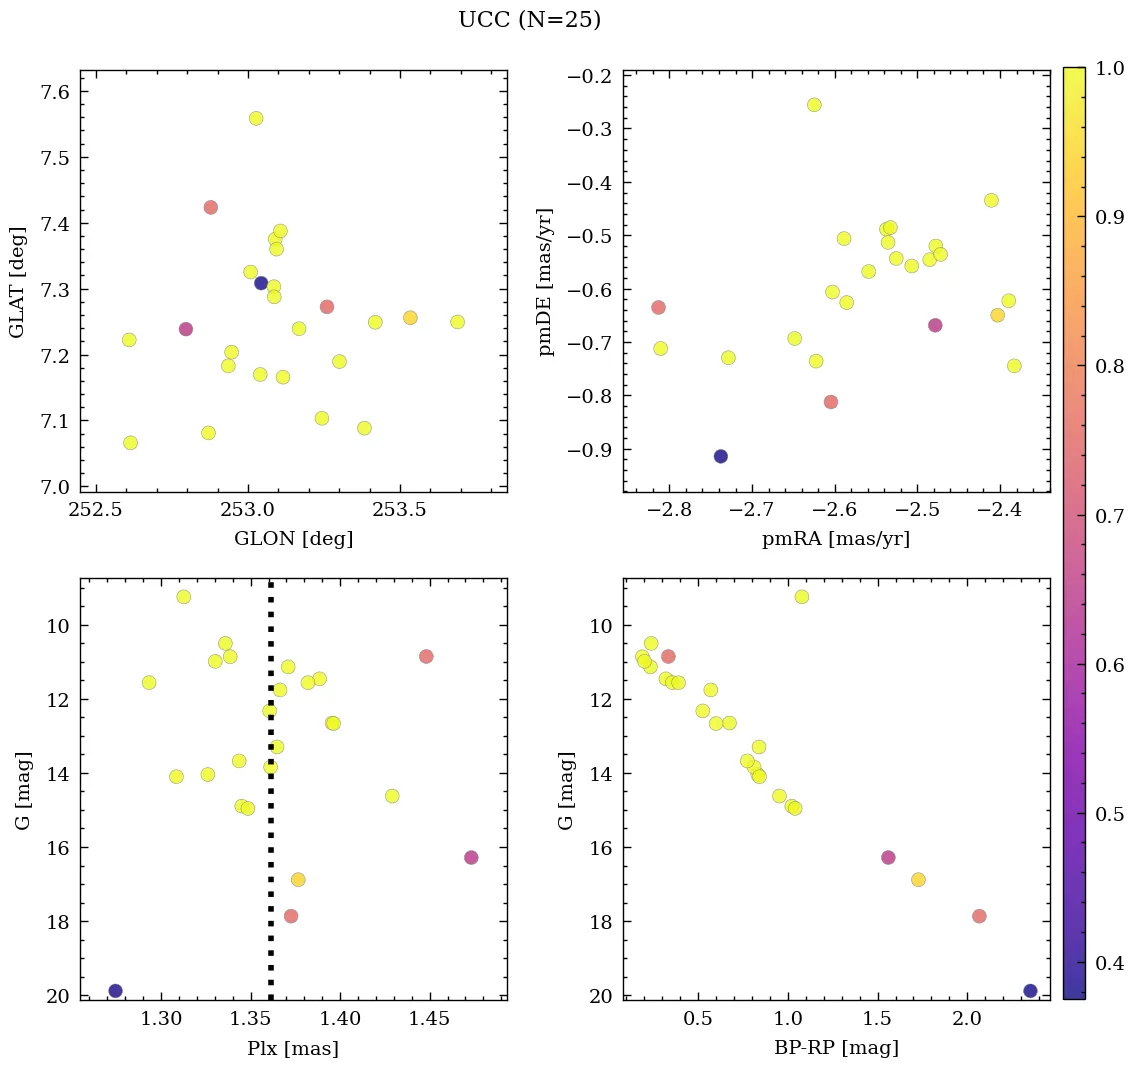 UCC (N=25)
7.6
7.5
7.4
7.3
7.2
7.1
7.0
GLAT [deg]
252.5 253.0 253.5
GLON [deg]
−0.2
−0.3
−0.4
−0.5
−0.6
−0.7
−0.8
−0.9
pmDE [mas/yr]
−2.8 −2.7 −2.6 −2.5 −2.4
pmRA [mas/yr]
10
12
14
16
18
20
G [mag]
1.30 1.35 1.40 1.45
Plx [mas]
10
12
14
16
18
20
G [mag]
0.5 1.0 1.5 2.0
BP-RP [mag]
1.0
0.9
0.8
0.7
0.6
0.5
0.4